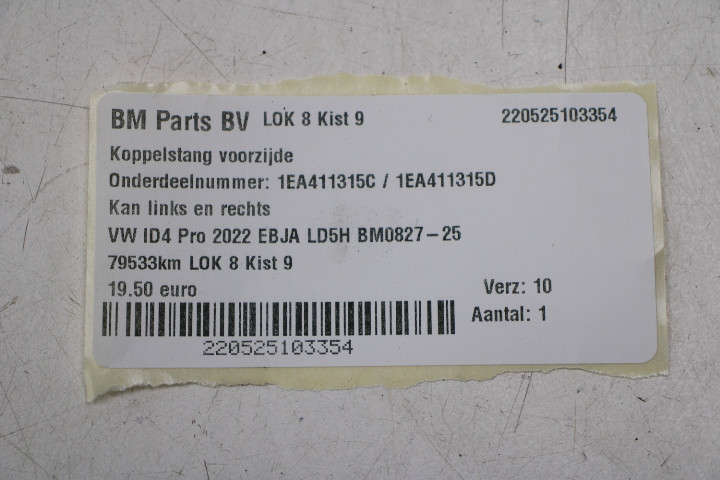 BM Parts BV LOK 8 Kist 9 220525103354
Koppelstang voorzijde
Onderdeelnummer: 1EA411315C / 1EA411315D
Kan links en rechts
VW ID4 Pro 2022 EBJA LD5H BM0827-25
79533km LOK 8 Kist 9
19.50 euro Verz: 10
Aantal: 1
220525103354